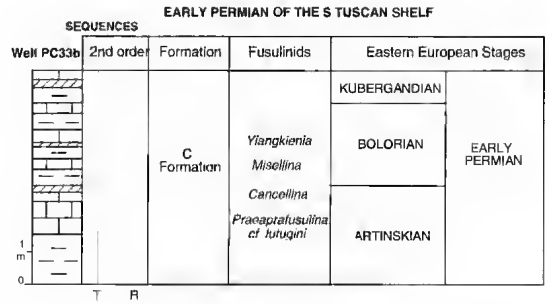 EARLY PERMIAN OF THE S TUSCAN SHELF
SEQUENCES
Well PC33b 2nd order Formation Fusulinids Eastern European Stages
KUBERGANDIAN
C
Formation
Yiangkienia
Misellina
Cancellina
Praeaprafusulina
cf lutugini
BOLORIAN
ARTINSKIAN
EARLY
PERMIAN
1
m
0
T R